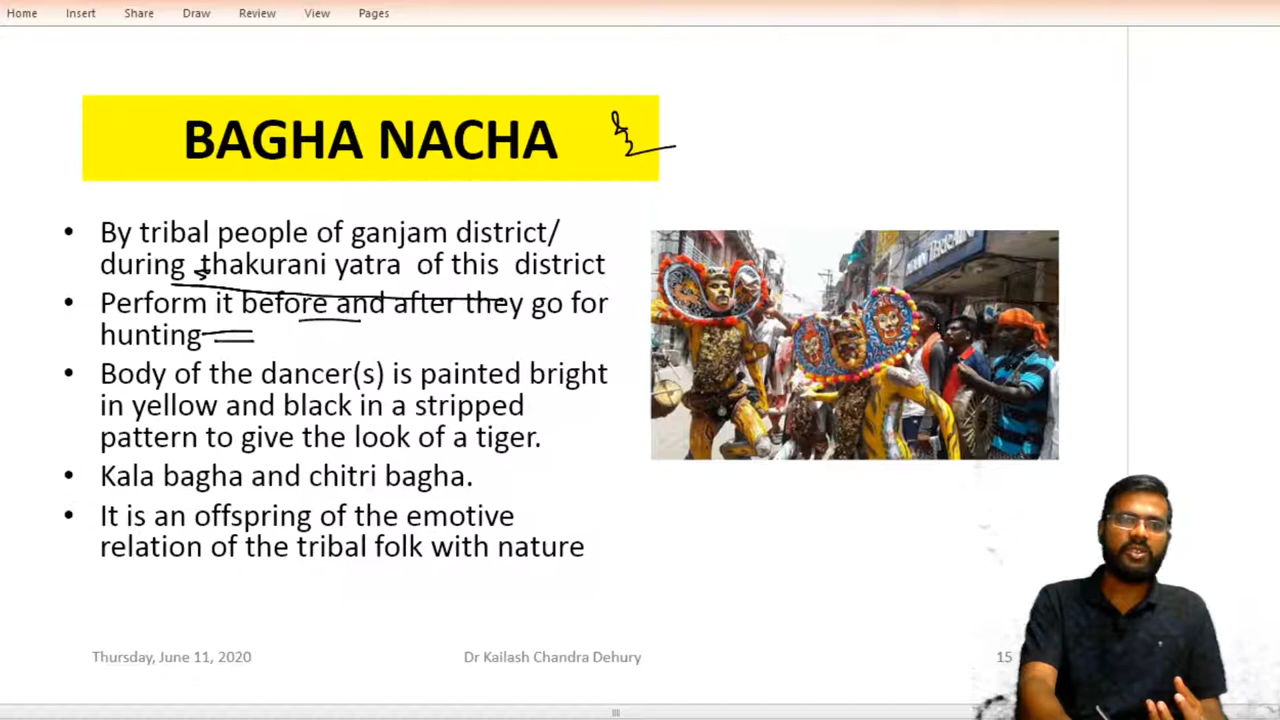 Home Insert Share Draw Review View Pages
BAGHA NACHA
• By tribal people of ganjam district/
during thakurani yatra of this district
• Perform it before and after they go for
hunting
• Body of the dancer(s) is painted bright
in yellow and black in a stripped
pattern to give the look of a tiger.
• Kala bagha and chitri bagha.
• It is an offspring of the emotive
relation of the tribal folk with nature
Thursday, June 11, 2020 Dr Kailash Chandra Dehury 15